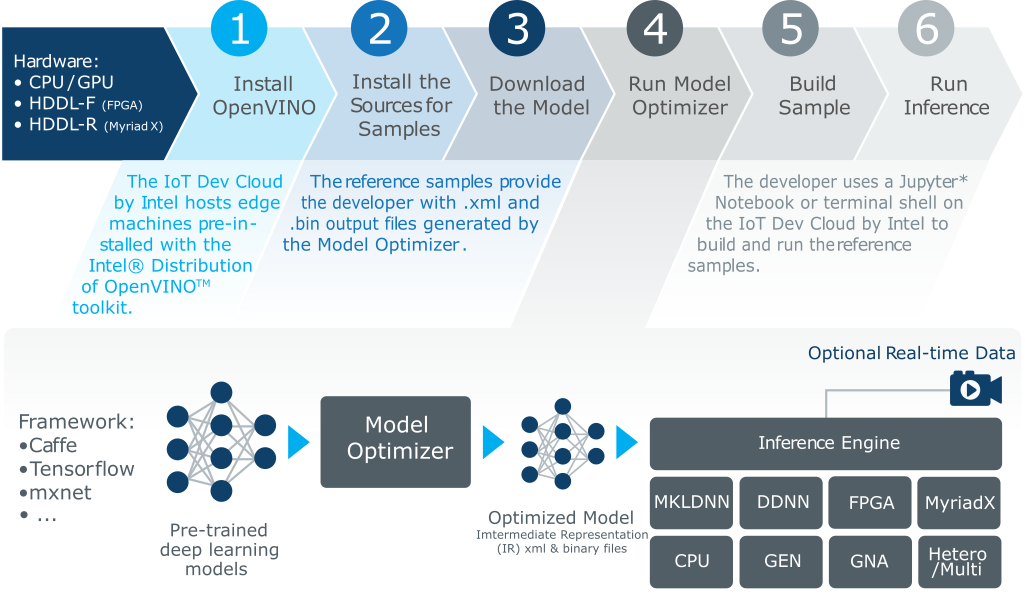 1
2
3
4
5
6
Hardware:
• CPU/GPU
• HDDL-F (FPGA)
• HDDL-R (Myriad X)
Install
OpenVINO
Install the
Sources for
Samples
Download
the Model
Run Model
Optimizer
Build
Sample
Run
Inference
The IoT Dev Cloud
by Intel hosts edge
machines pre-in-
stalled with the
Intel® Distribution
of OpenVINO™
toolkit.
The reference samples provide
the developer with .xml and
.bin output files generated by
the Model Optimizer.
The developer uses a Jupyter*
Notebook or terminal shell on
the IoT Dev Cloud by Intel to
build and run thereference
samples.
Optional Real-time Data
Framework:
•Caffe
•Tensorflow
•mxnet
• ...
Pre-trained
deep learning
models
Model
Optimizer
Optimized Model
Imtermediate Representation
(IR) xml & binary files
Inference Engine
MKLDNN
DDNN
FPGA
MyriadX
CPU
GEN
GNA
Hetero
/Multi